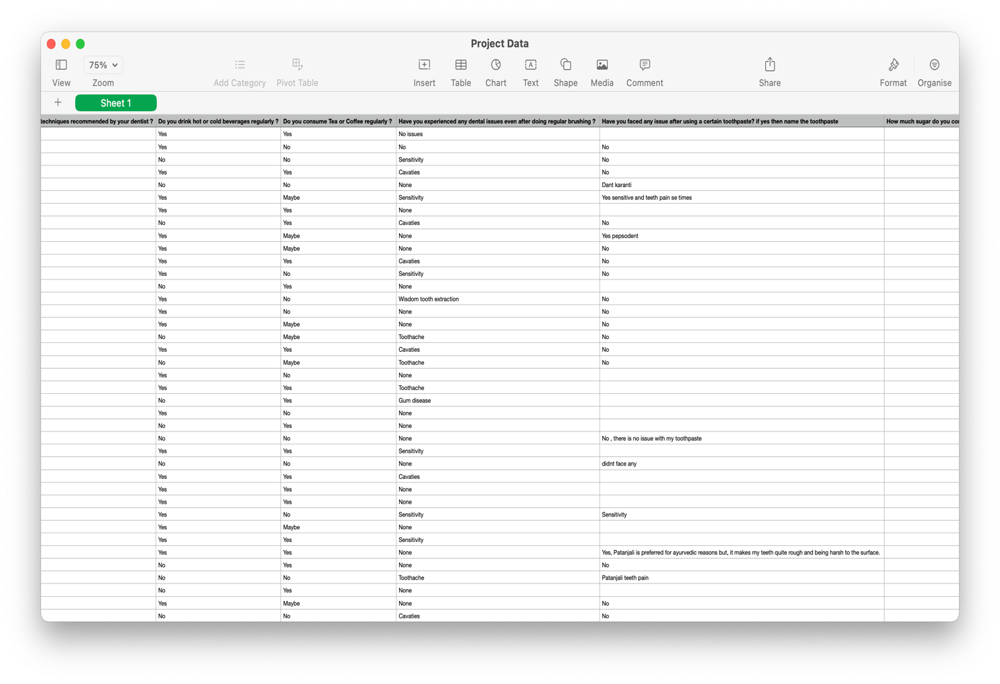 Project Data
75%
View Zoom Add Category Pivot Table Insert Table Chart Text Shape Media Comment Share Format Organise
+ Sheet 1
techniques recommended by your dentist ? Do you drink hot or cold beverages regularly ? Do you consume Tea or Coffee regularly ? Have you experienced any dental issues even after doing regular brushing ? Have you faced any issue after using a certain toothpaste? if yes then name the toothpaste How much sugar do you con
Yes Yes No issues
Yes No No No
No No Sensitivity No
Yes Yes Cavaties No
No No None Dant karanti
Yes Maybe Sensitivity Yes sensitive and teeth pain se times
Yes Yes None
No Yes Cavaties No
Yes Maybe None Yes pepsodent
Yes Maybe None No
Yes Yes Cavaties No
Yes No Sensitivity No
No Yes None
Yes No Wisdom tooth extraction No
Yes No None No
Yes Maybe None No
No Maybe Toothache No
Yes Yes Cavaties No
No Maybe Toothache No
Yes No None
Yes Yes Toothache
No Yes Gum disease
Yes No None
No Yes None
No No None No , there is no issue with my toothpaste
Yes Yes Sensitivity
No No None didnt face any
Yes Yes Cavaties
Yes Yes None
Yes Yes None
Yes No Sensitivity Sensitivity
Yes Maybe None
Yes Yes Sensitivity
Yes Yes None Yes, Patanjali is preferred for ayurvedic reasons but, it makes my teeth quite rough and being harsh to the surface.
No Yes None No
No No Toothache Patanjali teeth pain
No Yes None
Yes Maybe None No
No No Cavaties No